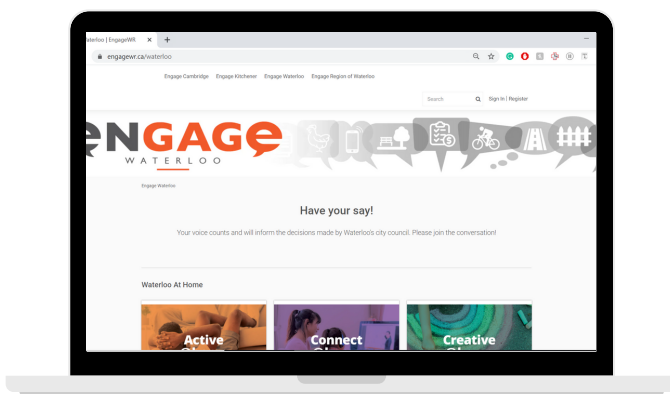 Waterloo | EngageWR
engagewr.ca/waterloo
Engage Cambridge Engage Kitchener Engage Waterloo Engage Region of Waterloo
Search Sign In | Register
ENGAGE
WATERLOO
Engage Waterloo
Have your say!
Your voice counts and will inform the decisions made by Waterloo's city council. Please join the conversation!
Waterloo At Home
Active Connect Creative